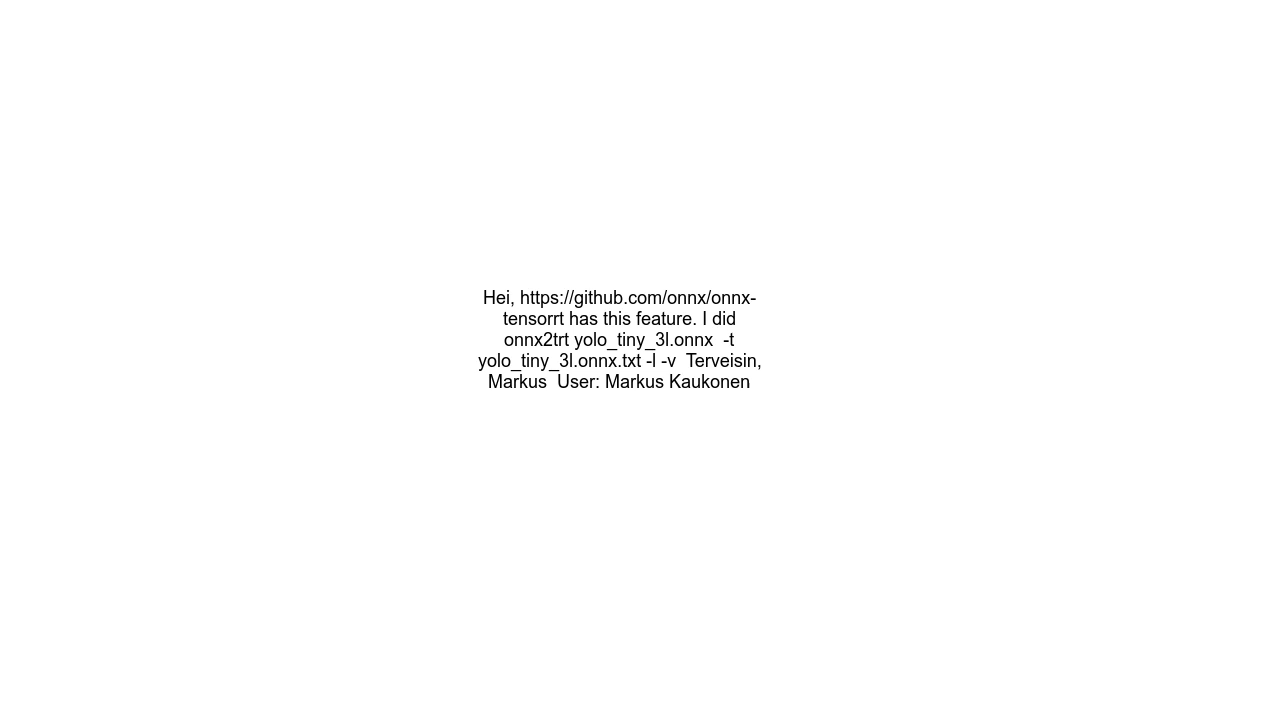 Hei, https://github.com/onnx/onnx-
tensorrt has this feature. I did
onnx2trt yolo_tiny_3l.onnx  -t
yolo_tiny_3l.onnx.txt -l -v  Terveisin,
Markus  User: Markus Kaukonen